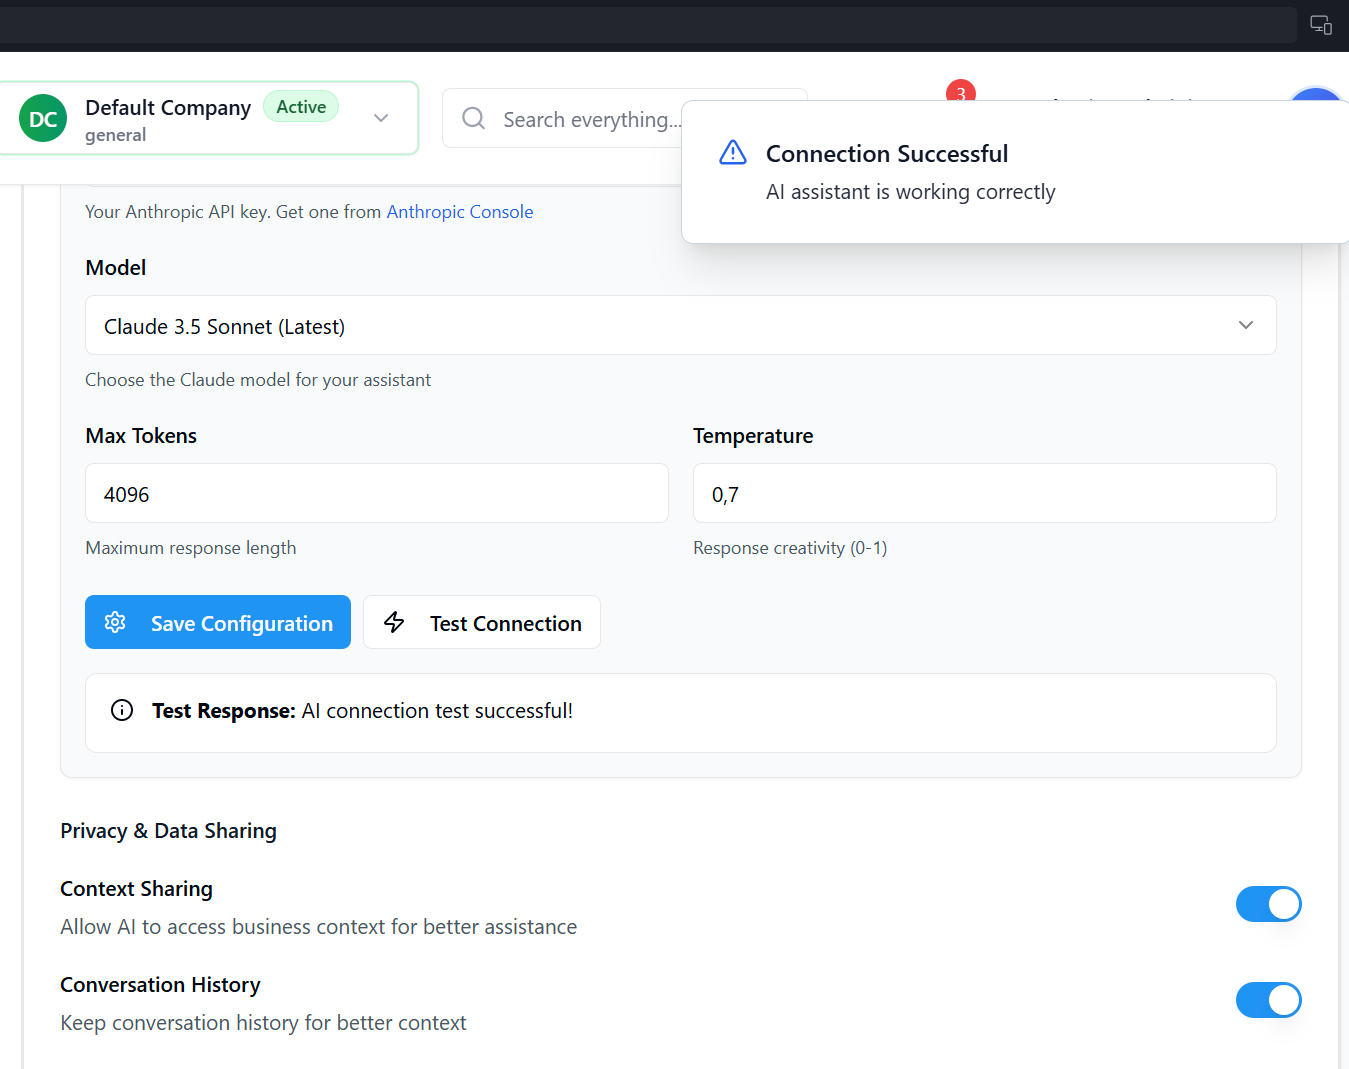 DC
Default Company
Active
general
Search everything...
3
Connection Successful
AI assistant is working correctly
Your Anthropic API key. Get one from Anthropic Console
Model
Claude 3.5 Sonnet (Latest)
Choose the Claude model for your assistant
Max Tokens
Temperature
4096
0,7
Maximum response length
Response creativity (0-1)
Save Configuration
Test Connection
Test Response: AI connection test successful!
Privacy & Data Sharing
Context Sharing
Allow AI to access business context for better assistance
Conversation History
Keep conversation history for better context